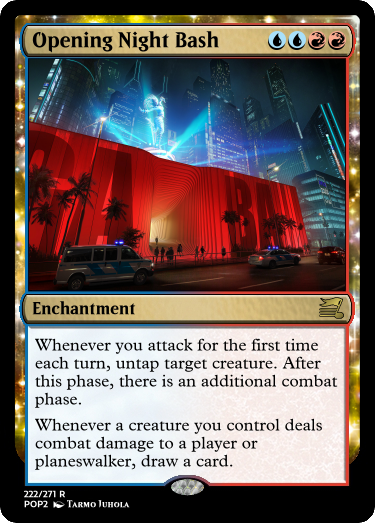 Opening Night Bash
BA BA
Enchantment
Whenever you attack for the first time
each turn, untap target creature. After
this phase, there is an additional combat
phase.
Whenever a creature you control deals
combat damage to a player or
planeswalker, draw a card.
222/271 R
POP2 Tarmo Juhola